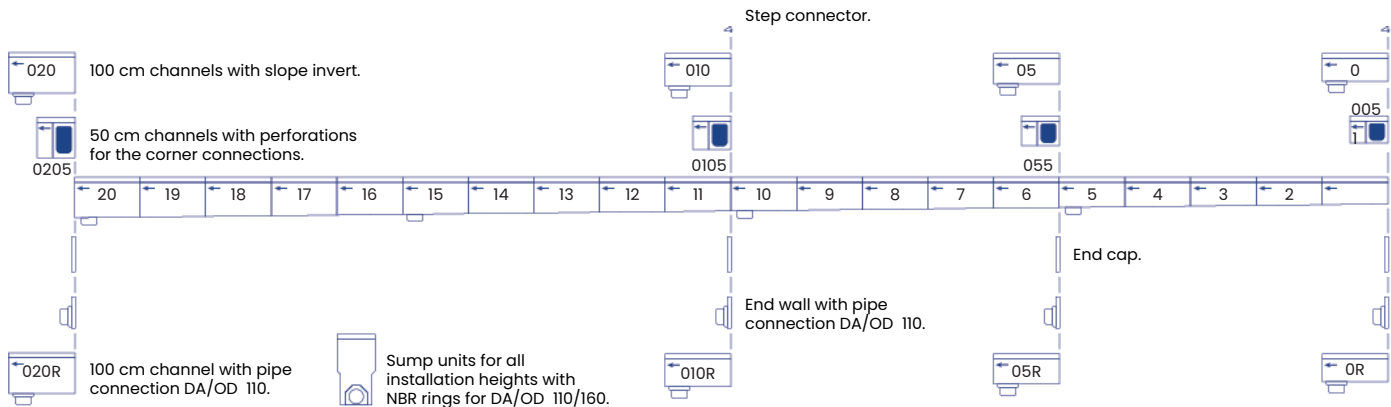 Step connector.
020
100 cm channels with slope invert.
010
05
0
50 cm channels with perforations
for the corner connections.
005
1
0205
0105
055
20 19 18 17 16 15 14 13 12 11 10 9 8 7 6 5 4 3 2
End cap.
End wall with pipe
connection DA/OD 110.
020R
100 cm channel with pipe
connection DA/OD 110.
Sump units for all
installation heights with
NBR rings for DA/OD 110/160.
010R
05R
0R